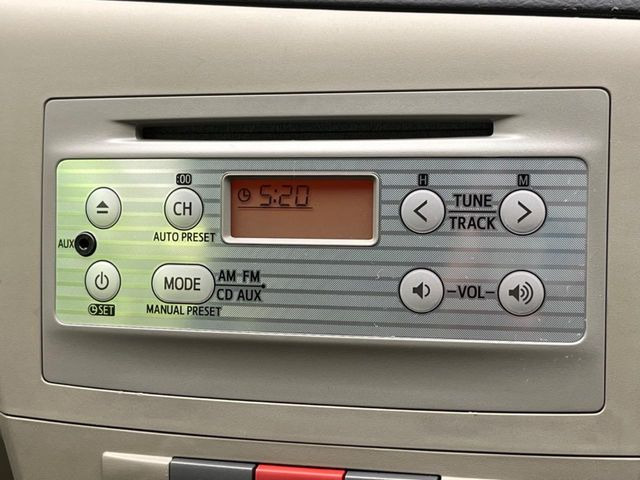 :00
5:20
H
M
CH
TUNE
TRACK
AUTO PRESET
AUX
MODE
AM FM
CD AUX
-VOL-
SET
MANUAL PRESET